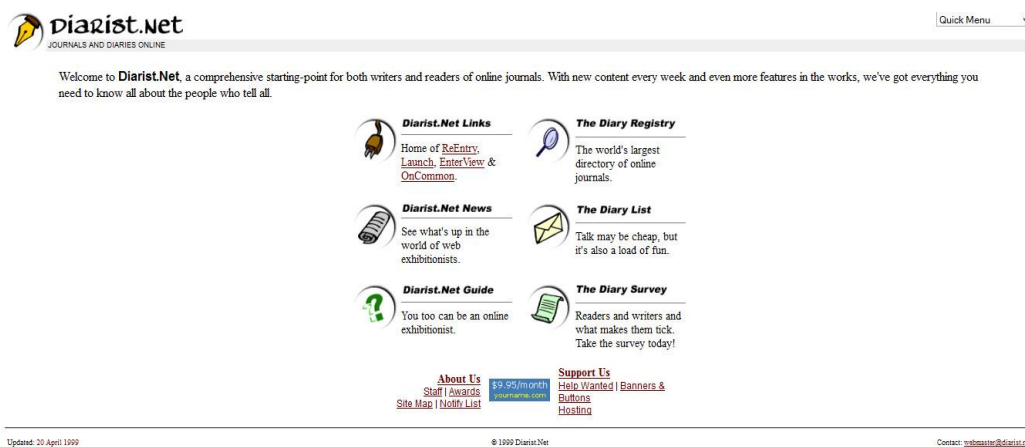 Diarist.Net
Quick Menu
JOURNALS AND DIARIES ONLINE
Welcome to Diarist.Net, a comprehensive starting-point for both writers and readers of online journals. With new content every week and even more features in the works, we've got everything you
need to know all about the people who tell all.
Diarist.Net Links
Home of ReEntry,
Launch, EnterView &
OnCommon.
The Diary Registry
The world's largest
directory of online
journals.
Diarist.Net News
See what's up in the
world of web
exhibitionists.
The Diary List
Talk may be cheap, but
it's also a load of fun.
Diarist.Net Guide
You too can be an online
exhibitionist.
The Diary Survey
Readers and writers and
what makes them tick.
Take the survey today!
About Us
Staff | Awards
Site Map | Notify List
$9.95/month
yourname.com
Support Us
Help Wanted | Banners &
Buttons
Hosting
Updated: 20 April 1999
© 1999 Diarist.Net
Contact: webmaster@diarist.n